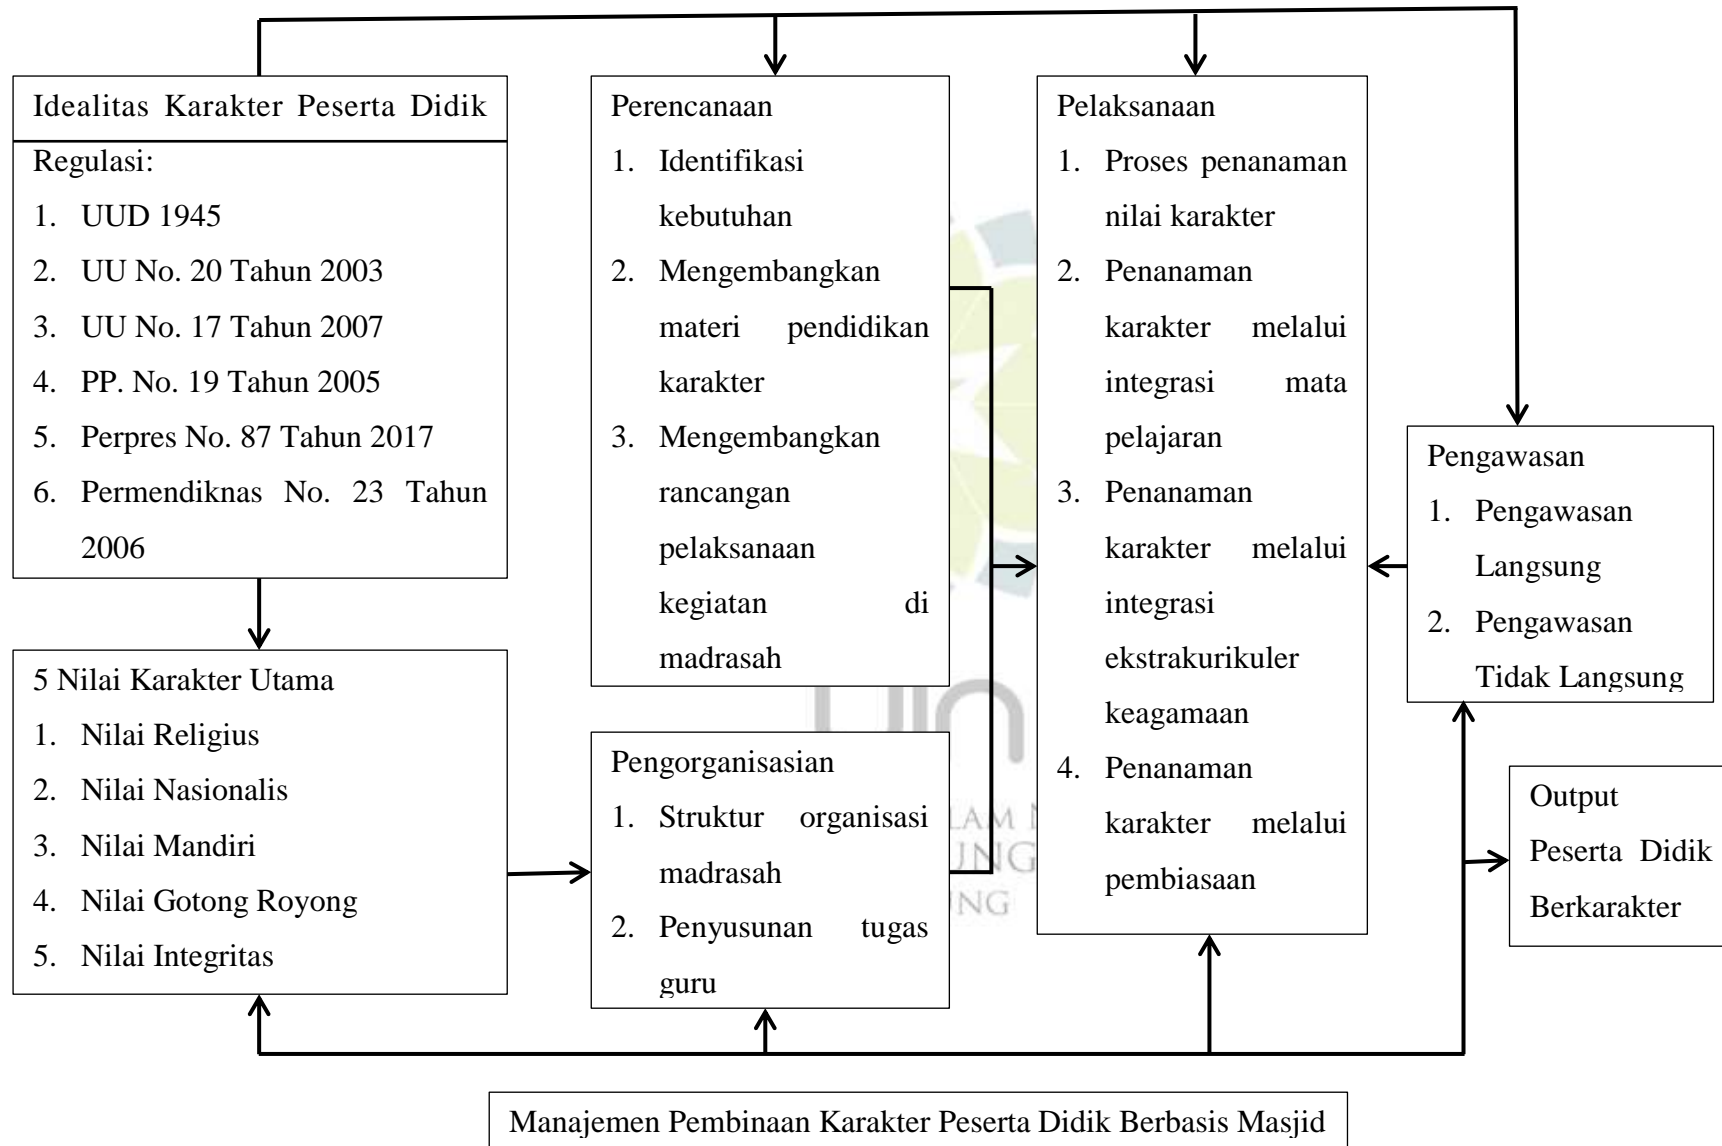 Idealitas Karakter Peserta Didik
Regulasi:
1. UUD 1945
2. UU No. 20 Tahun 2003
3. UU No. 17 Tahun 2007
4. PP. No. 19 Tahun 2005
5. Perpres No. 87 Tahun 2017
6. Permendiknas No. 23 Tahun
2006
5 Nilai Karakter Utama
1. Nilai Religius
2. Nilai Nasionalis
3. Nilai Mandiri
4. Nilai Gotong Royong
5. Nilai Integritas
Perencanaan
1. Identifikasi
kebutuhan
2. Mengembangkan
materi pendidikan
karakter
3. Mengembangkan
rancangan
pelaksanaan
kegiatan di
madrasah
Pengorganisasian
1. Struktur organisasi
madrasah
2. Penyusunan tugas
guru
Pelaksanaan
1. Proses penanaman
nilai karakter
2. Penanaman
karakter melalui
integrasi mata
pelajaran
3. Penanaman
karakter melalui
integrasi
ekstrakurikuler
keagamaan
4. Penanaman
karakter melalui
pembiasaan
Pengawasan
1. Pengawasan
Langsung
2. Pengawasan
Tidak Langsung
Output
Peserta Didik
Berkarakter
Manajemen Pembinaan Karakter Peserta Didik Berbasis Masjid